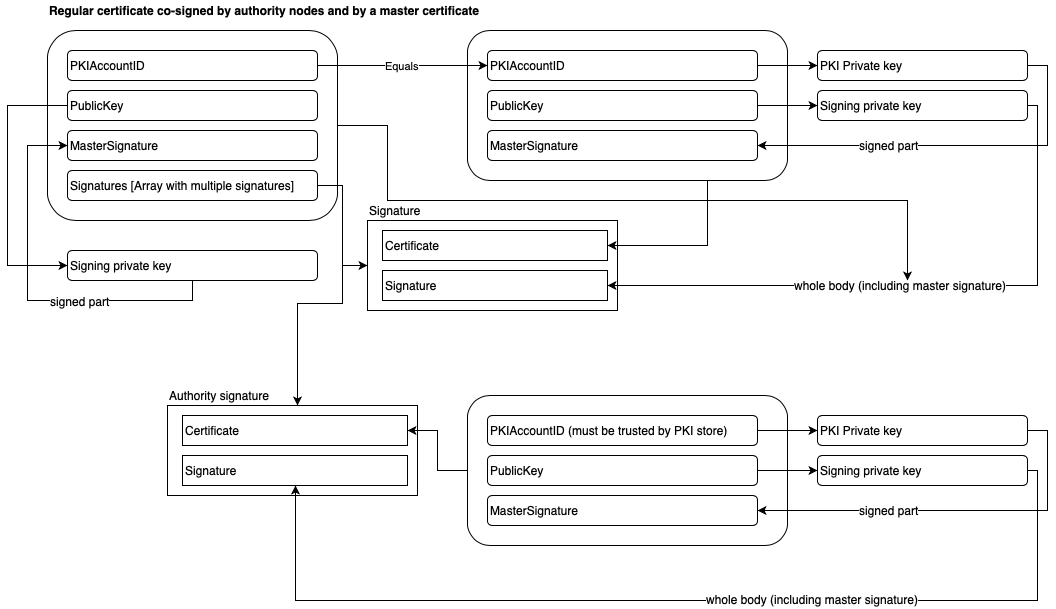 Regular certificate co-signed by authority nodes and by a master certificate
PKIAccountID
PublicKey
MasterSignature
Signatures [Array with multiple signatures]
Signing private key
signed part
Equals
PKIAccountID
PublicKey
MasterSignature
PKI Private key
Signing private key
signed part
Signature
Certificate
Signature
whole body (including master signature)
Authority signature
Certificate
Signature
PKIAccountID (must be trusted by PKI store)
PublicKey
MasterSignature
PKI Private key
Signing private key
signed part
whole body (including master signature)